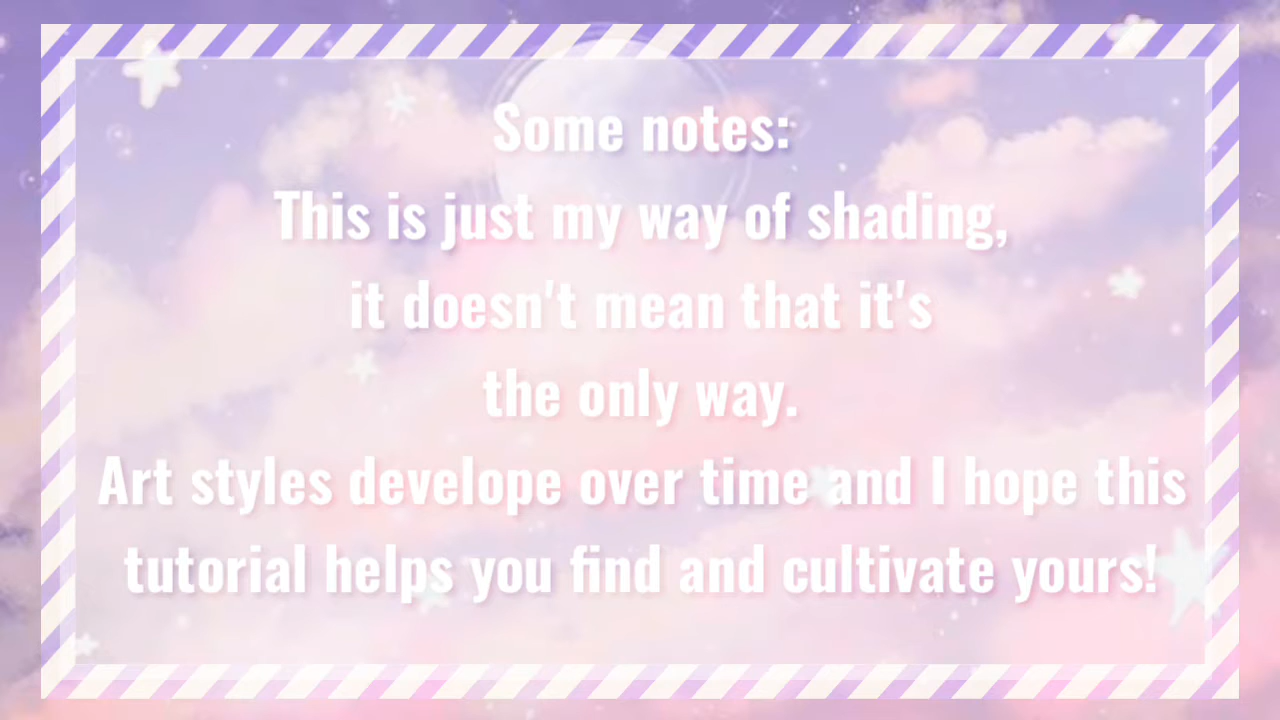 Some notes:
This is just my way of shading,
it doesn't mean that it's
the only way.
Art styles develope over time and I hope this
tutorial helps you find and cultivate yours!